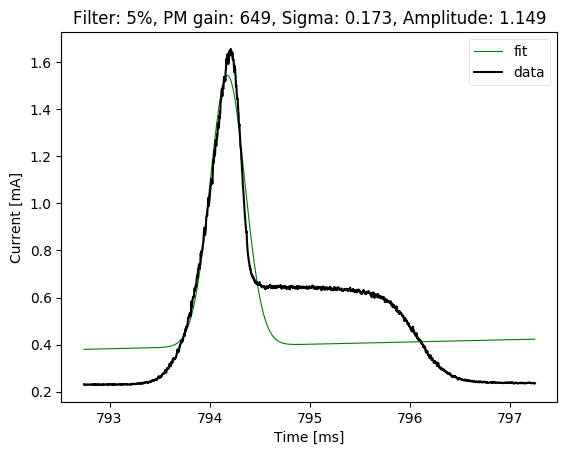 Filter: 5%, PM gain: 649, Sigma: 0.173, Amplitude: 1.149
fit
data
1.6
1.4
1.2
1.0
0.8
0.6
0.4
0.2
Current [mA]
793 794 795 796 797
Time [ms]